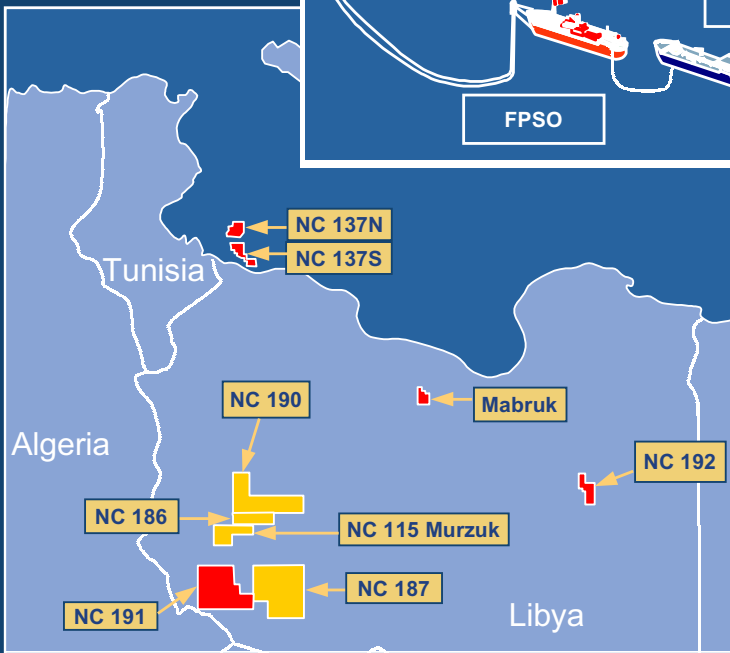 FPSO
NC 137N
NC 137S
Tunisia
NC 190
Mabruk
Algeria
NC 192
NC 186
NC 115 Murzuk
NC 187
NC 191
Libya